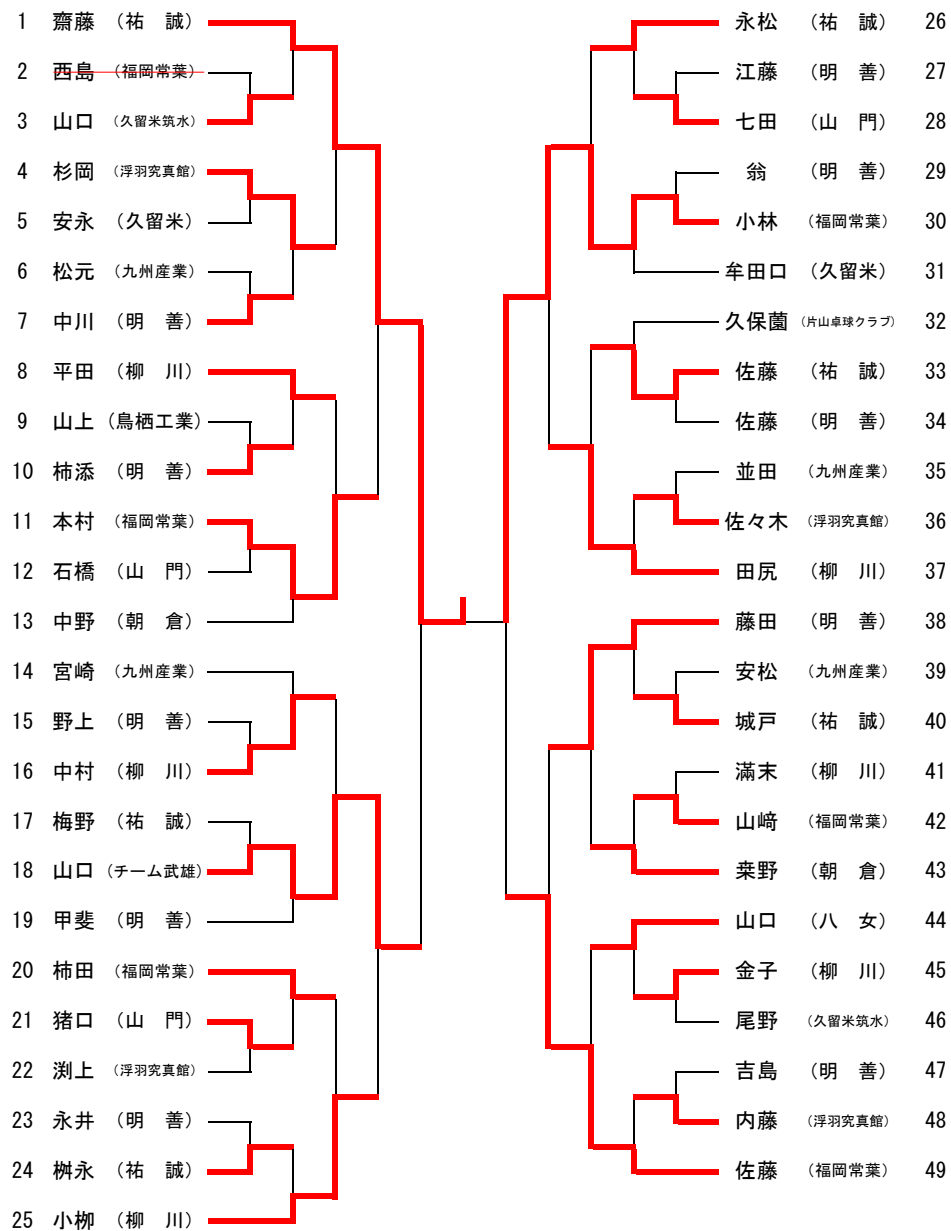 1 齋藤 (祐 誠)
2 西島 (福岡常葉)
3 山口 (久留米筑水)
4 杉岡 (浮羽究真館)
5 安永 (久留米)
6 松元 (九州産業)
7 中川 (明 善)
8 平田 (柳 川)
9 山上 (鳥栖工業)
10 柿添 (明 善)
11 本村 (福岡常葉)
12 石橋 (山 門)
13 中野 (朝 倉)
14 宮崎 (九州産業)
15 野上 (明 善)
16 中村 (柳 川)
17 梅野 (祐 誠)
18 山口 (チーム武雄)
19 甲斐 (明 善)
20 柿田 (福岡常葉)
21 猪口 (山 門)
22 渕上 (浮羽究真館)
23 永井 (明 善)
24 桝永 (祐 誠)
25 小栁 (柳 川)
永松 (祐 誠) 26
江藤 (明 善) 27
七田 (山 門) 28
翁 (明 善) 29
小林 (福岡常葉) 30
牟田口 (久留米) 31
久保薗 (片山卓球クラブ) 32
佐藤 (祐 誠) 33
佐藤 (明 善) 34
並田 (九州産業) 35
佐々木 (浮羽究真館) 36
田尻 (柳 川) 37
藤田 (明 善) 38
安松 (九州産業) 39
城戸 (祐 誠) 40
滿末 (柳 川) 41
山﨑 (福岡常葉) 42
桒野 (朝 倉) 43
山口 (八 女) 44
金子 (柳 川) 45
尾野 (久留米筑水) 46
吉島 (明 善) 47
内藤 (浮羽究真館) 48
佐藤 (福岡常葉) 49